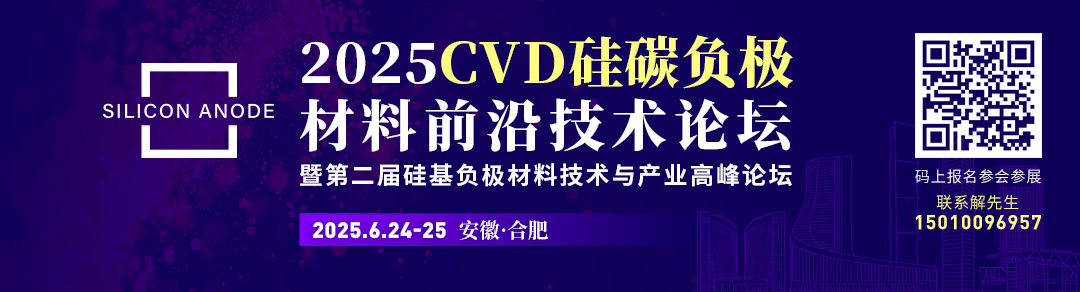 SILICON ANODE
2025CVD硅碳负极
材料前沿技术论坛
暨第二届硅基负极材料技术与产业高峰论坛
2025.6.24-25 安徽·合肥
码上报名参会参展
联系解先生
15010096957